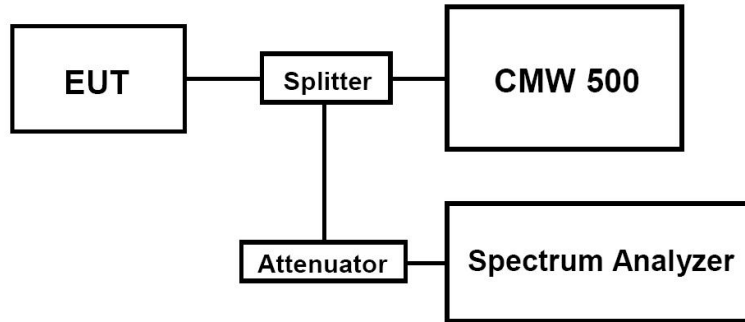 EUT
Splitter
CMW 500
Attenuator
Spectrum Analyzer